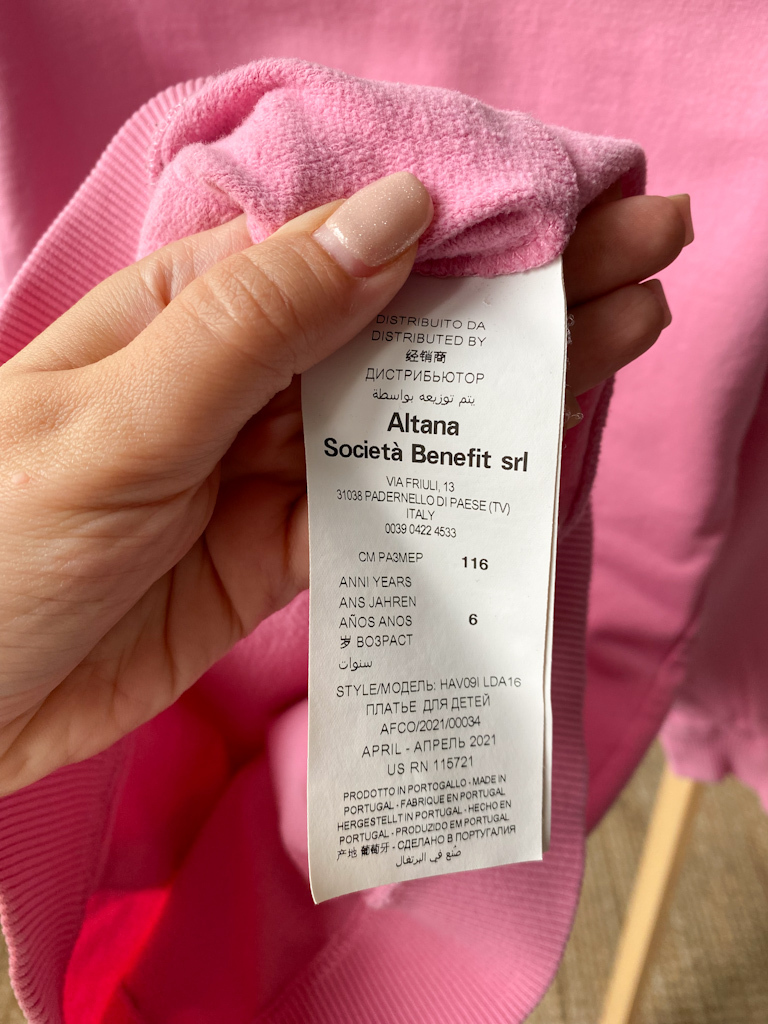 DISTRIBUITO DA
DISTRIBUTED BY
经销商
ДИСТРИБЬЮТОР
يتم توزيعه بواسطة
Altana
Società Benefit srl
VIA FRIULI, 13
31038 PADERNELLO DI PAESE (TV)
ITALY
0039 0422 4533
CM РАЗМЕР 116
ANNI YEARS
ANS JAHREN
AÑOS ANOS 6
岁 ВОЗРАСТ
سنوات
STYLE/МОДЕЛЬ: HAV09I LDA16
ПЛАТЬЕ ДЛЯ ДЕТЕЙ
AFCO/2021/00034
APRIL - АПРЕЛЬ 2021
US RN 115721
PRODOTTO IN PORTOGALLO - MADE IN
PORTUGAL - FABRIQUE EN PORTUGAL
HERGESTELLT IN PORTUGAL - HECHO EN
PORTUGAL - PRODUZIDO EM PORTUGAL
产地 葡萄牙 - СДЕЛАНО В ПОРТУГАЛИЯ
صنع في البرتغال